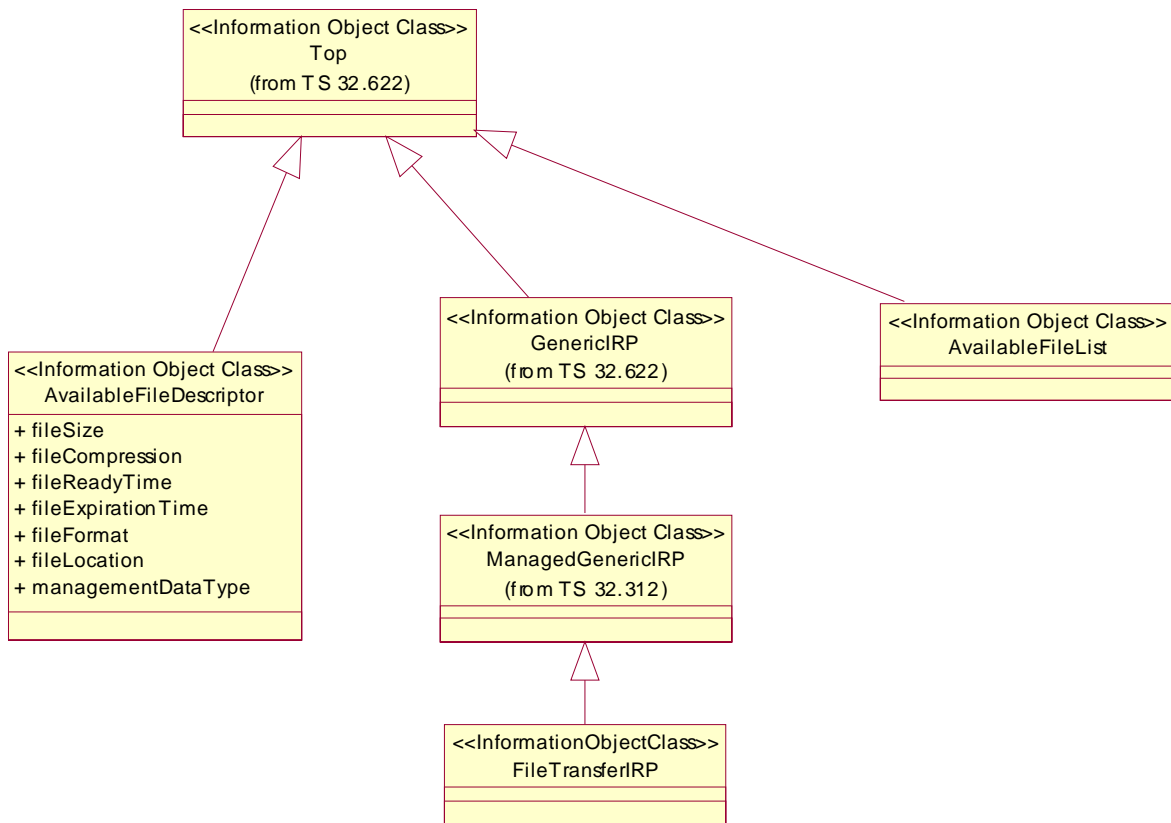 <<Information Object Class>>
Top
(from TS 32.622)
<<Information Object Class>>
AvailableFileDescriptor
+ fileSize
+ fileCompression
+ fileReadyTime
+ fileExpirationTime
+ fileFormat
+ fileLocation
+ managementDataType
<<Information Object Class>>
GenericIRP
(from TS 32.622)
<<Information Object Class>>
AvailableFileList
<<Information Object Class>>
ManagedGenericIRP
(from TS 32.312)
<<InformationObjectClass>>
FileTransferIRP